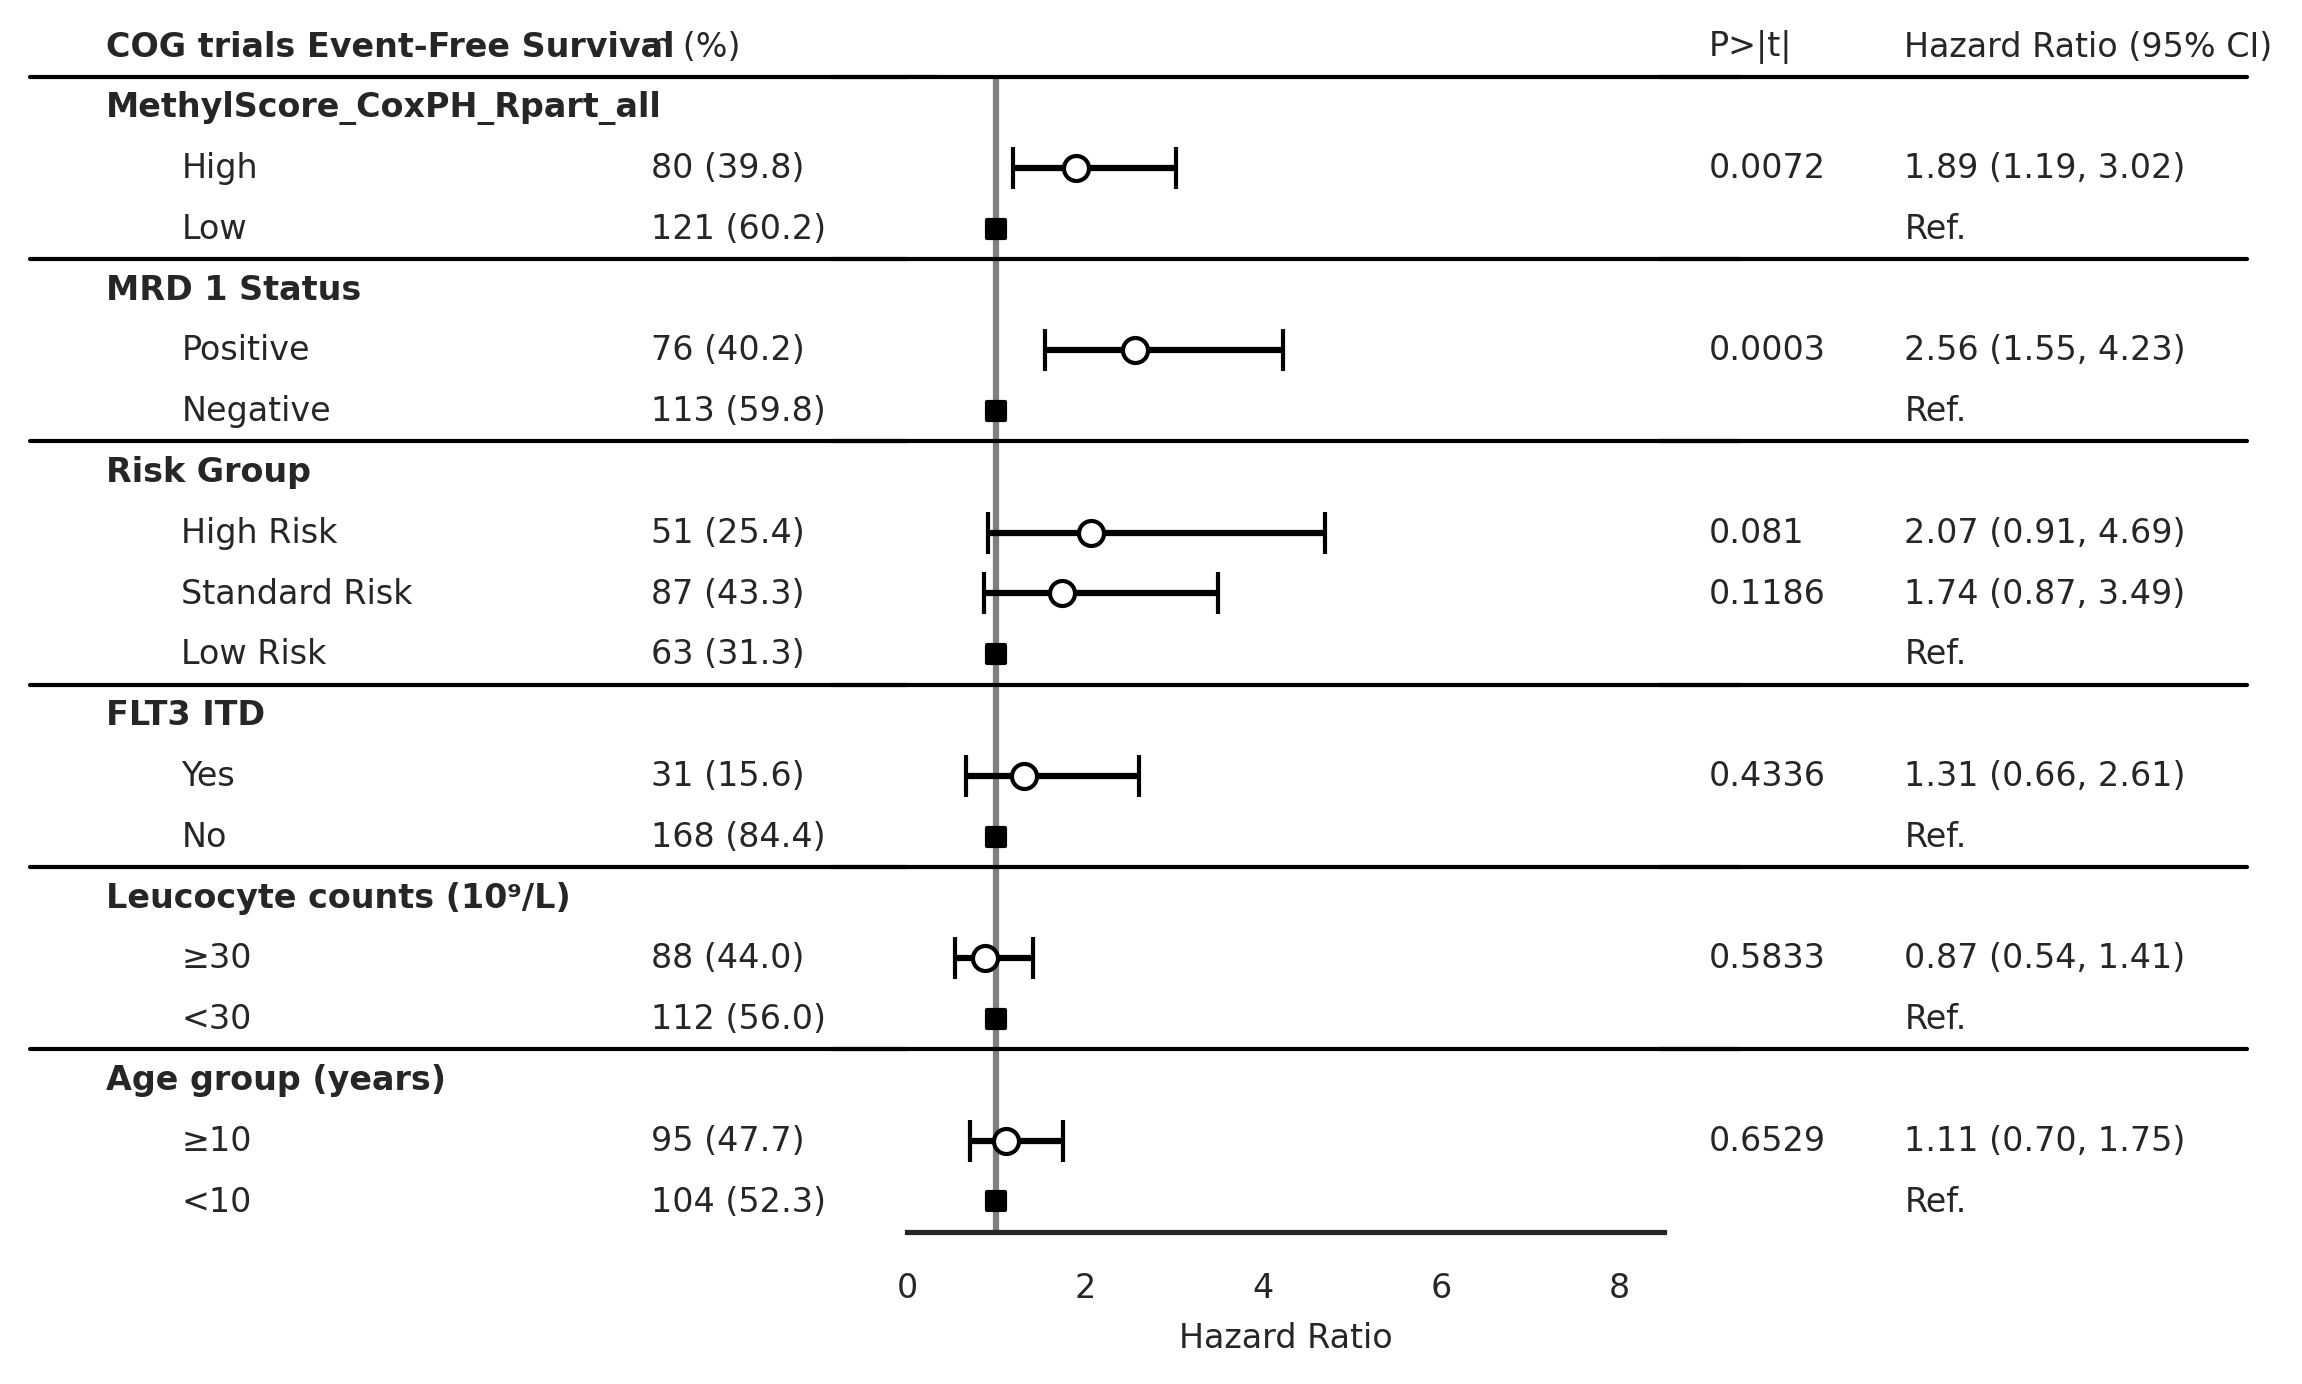 COG trials Event-Free Survival n (%) P>|t| Hazard Ratio (95% CI)
MethylScore_CoxPH_Rpart_all
High 80 (39.8) 0.0072 1.89 (1.19, 3.02)
Low 121 (60.2) Ref.
MRD 1 Status
Positive 76 (40.2) 0.0003 2.56 (1.55, 4.23)
Negative 113 (59.8) Ref.
Risk Group
High Risk 51 (25.4) 0.081 2.07 (0.91, 4.69)
Standard Risk 87 (43.3) 0.1186 1.74 (0.87, 3.49)
Low Risk 63 (31.3) Ref.
FLT3 ITD
Yes 31 (15.6) 0.4336 1.31 (0.66, 2.61)
No 168 (84.4) Ref.
Leucocyte counts (10⁹/L)
≥30 88 (44.0) 0.5833 0.87 (0.54, 1.41)
<30 112 (56.0) Ref.
Age group (years)
≥10 95 (47.7) 0.6529 1.11 (0.70, 1.75)
<10 104 (52.3) Ref.
0 2 4 6 8
Hazard Ratio